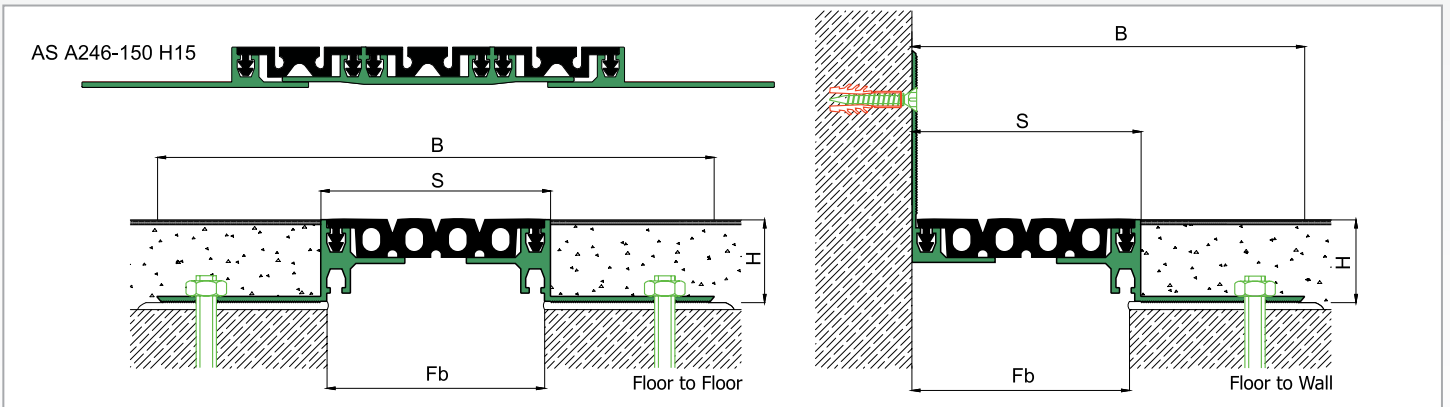 AS A246-150 H15
B
S
H
Fb
Floor to Floor
B
S
H
Fb
Floor to Wall